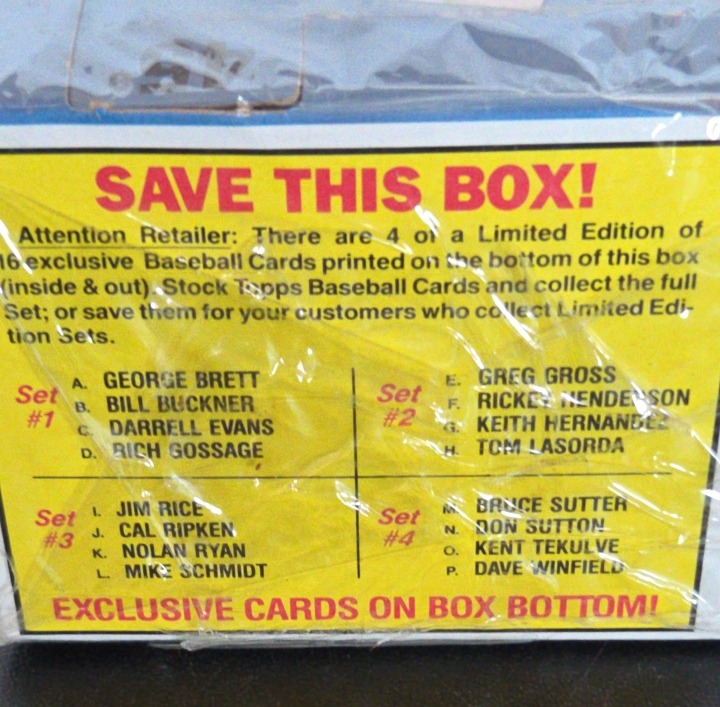 SAVE THIS BOX!
Attention Retailer: There are 4 of a Limited Edition of
16 exclusive Baseball Cards printed on the bottom of this box
(inside & out). Stock Topps Baseball Cards and collect the full
Set; or save them for your customers who collect Limited Edi-
tion Sets.
Set #1
A. GEORGE BRETT
B. BILL BUCKNER
C. DARRELL EVANS
D. RICH GOSSAGE
Set #2
E. GREG GROSS
F. RICKEY HENDERSON
G. KEITH HERNANDEZ
H. TOM LASORDA
Set #3
I. JIM RICE
J. CAL RIPKEN
K. NOLAN RYAN
L. MIKE SCHMIDT
Set #4
M. BRUCE SUTTER
N. DON SUTTON
O. KENT TEKULVE
P. DAVE WINFIELD
EXCLUSIVE CARDS ON BOX BOTTOM!